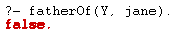 ?- fatherOf(Y, jane).
false.